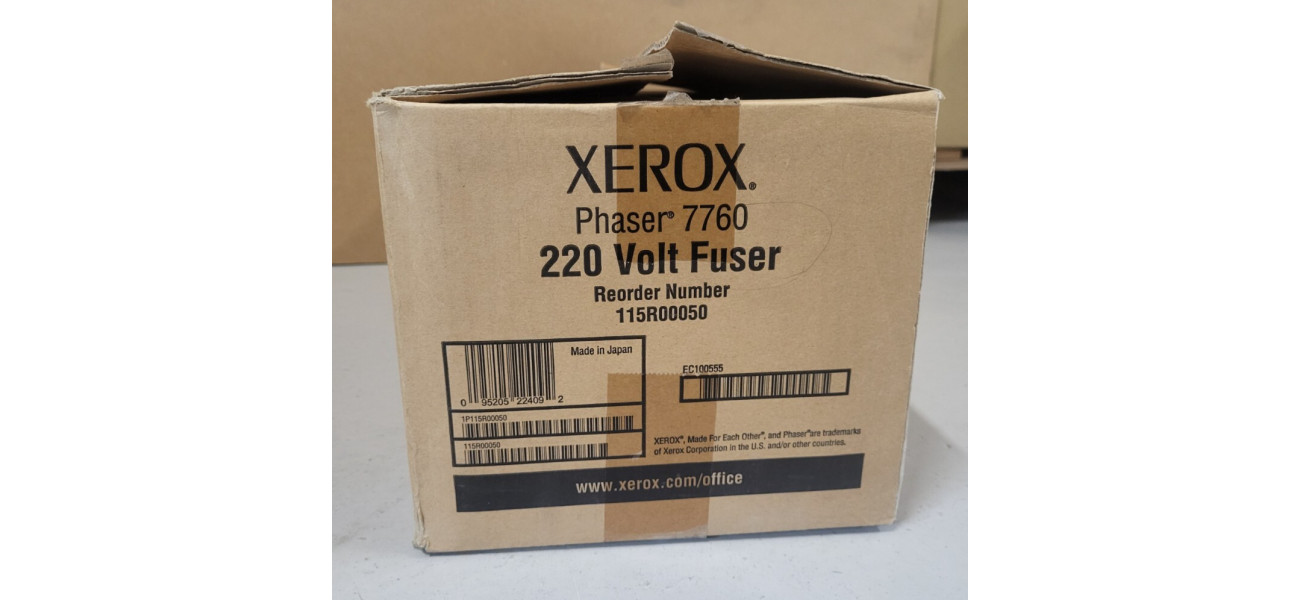 XEROX®
Phaser® 7760
220 Volt Fuser
Reorder Number
115R00050
Made in Japan
0 95205 22409 2
1P115R00050
115R00050
EC100555
XEROX®, Made For Each Other®, and Phaser® are trademarks
of Xerox Corporation in the U.S. and/or other countries.
www.xerox.com/office